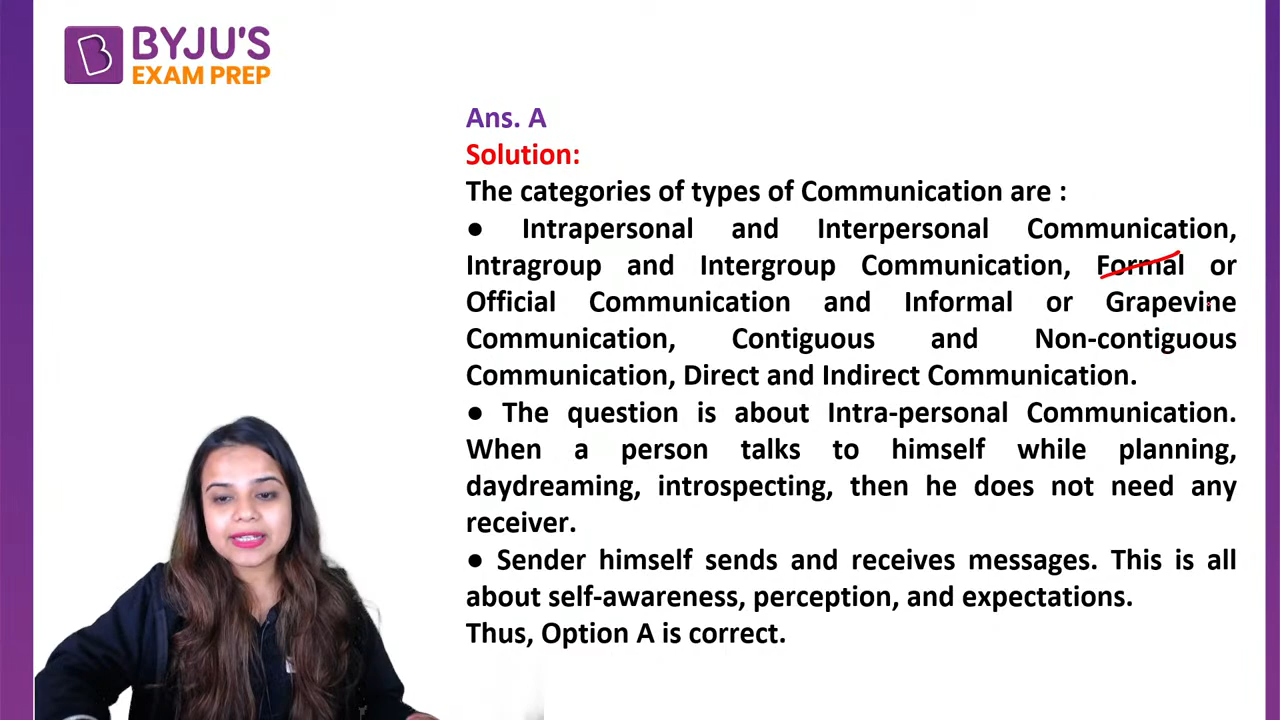 BYJU'S
EXAM PREP
Ans. A
Solution:
The categories of types of Communication are :
● Intrapersonal and Interpersonal Communication,
Intragroup and Intergroup Communication, Formal or
Official Communication and Informal or Grapevine
Communication, Contiguous and Non-contiguous
Communication, Direct and Indirect Communication.
● The question is about Intra-personal Communication.
When a person talks to himself while planning,
daydreaming, introspecting, then he does not need any
receiver.
● Sender himself sends and receives messages. This is all
about self-awareness, perception, and expectations.
Thus, Option A is correct.